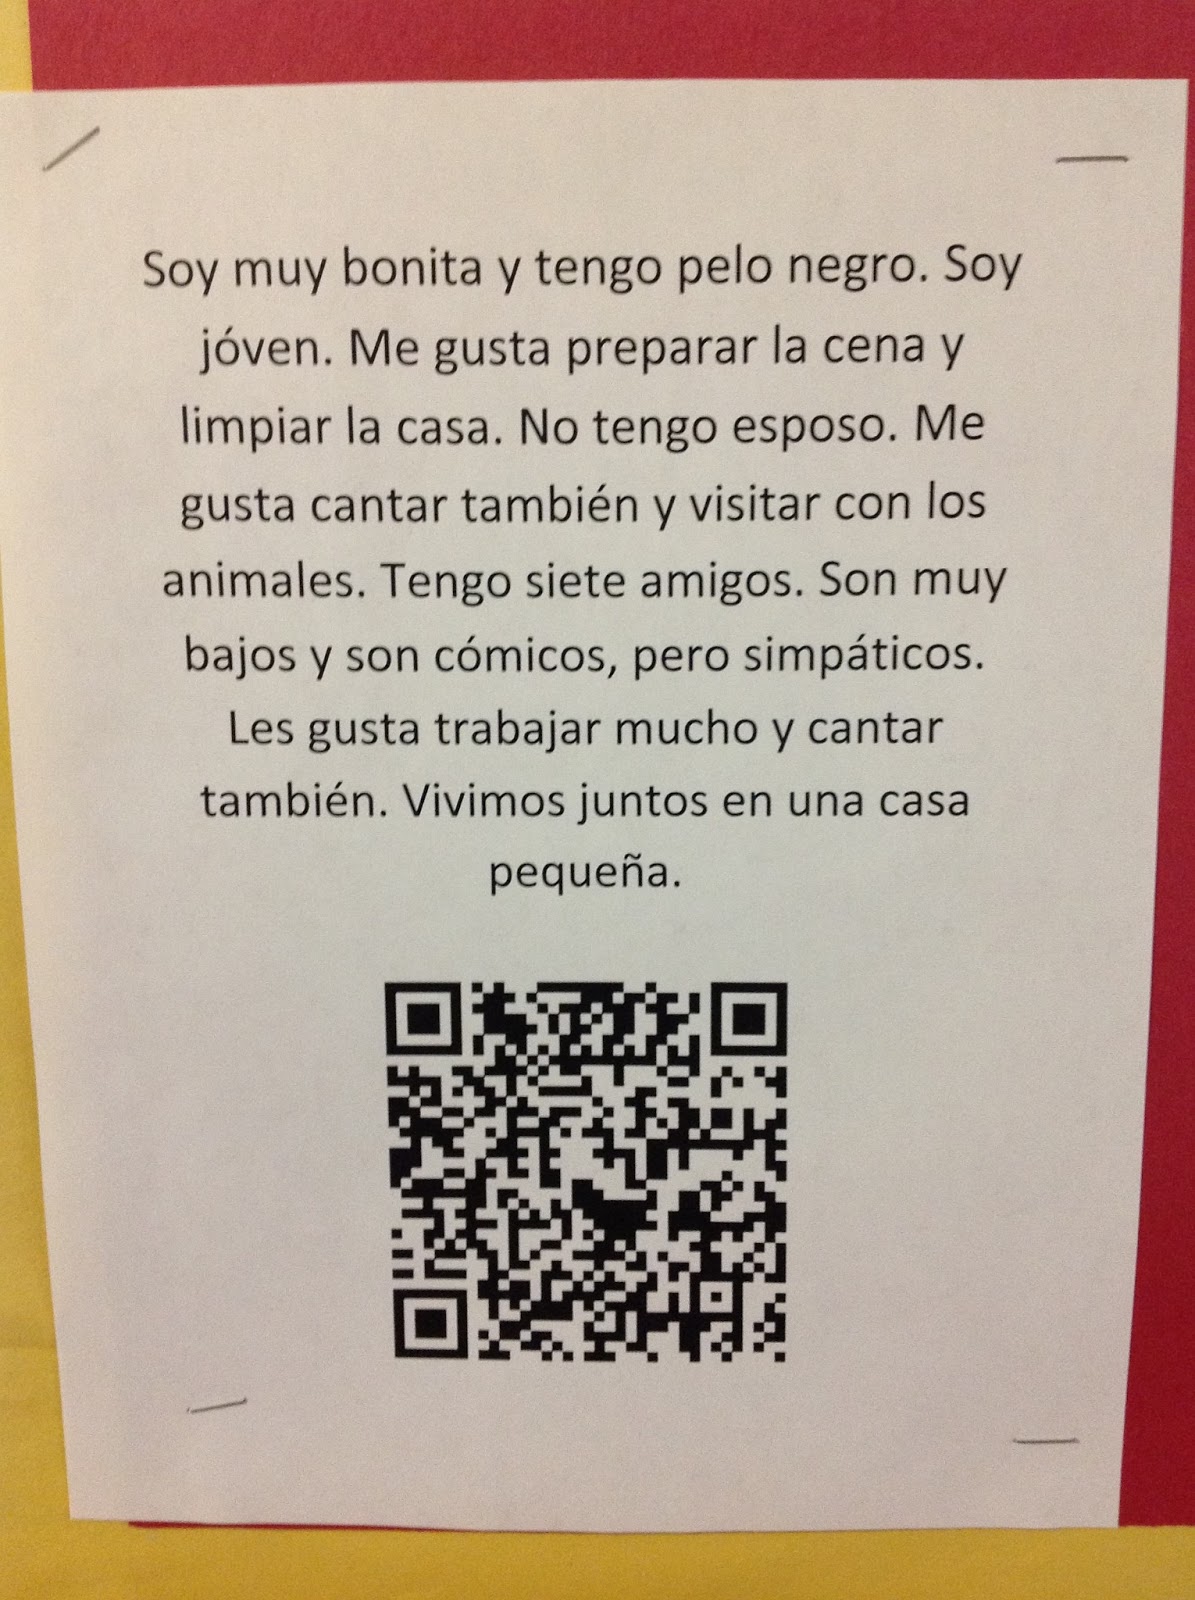 Soy muy bonita y tengo pelo negro. Soy
jóven. Me gusta preparar la cena y
limpiar la casa. No tengo esposo. Me
gusta cantar también y visitar con los
animales. Tengo siete amigos. Son muy
bajos y son cómicos, pero simpáticos.
Les gusta trabajar mucho y cantar
también. Vivimos juntos en una casa
pequeña.